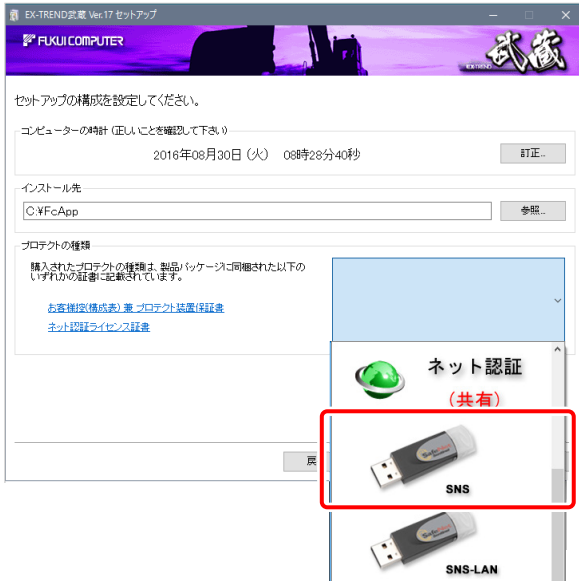 EX-TREND武蔵 Ver.17 セットアップ
FUKUI COMPUTER
EX-TREND 武蔵
セットアップの構成を設定してください。
コンピューターの時計 (正しいことを確認して下さい)
2016年08月30日 (火) 08時28分40秒
訂正...
インストール先
C:¥FcApp
参照...
プロテクトの種類
購入されたプロテクトの種類は、製品パッケージに同梱された以下の
いずれかの証書に記載されています。
お客様控(構成表) 兼 プロテクト装置保証書
ネット認証ライセンス証書
ネット認証
(共有)
SNS
戻
SNS-LAN